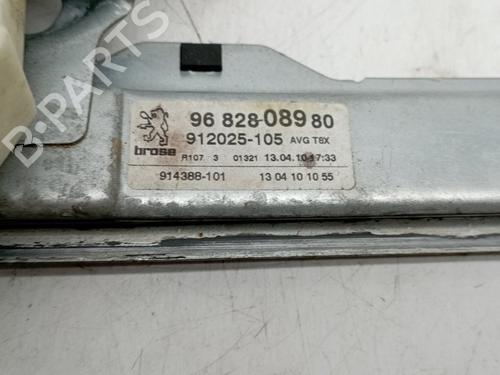 96 828-089 80
912025-105 AVG T8X
brose
R107 3 01321 13.04.10-17:33
914388-101 13 04 10 10 55
B-PARTS